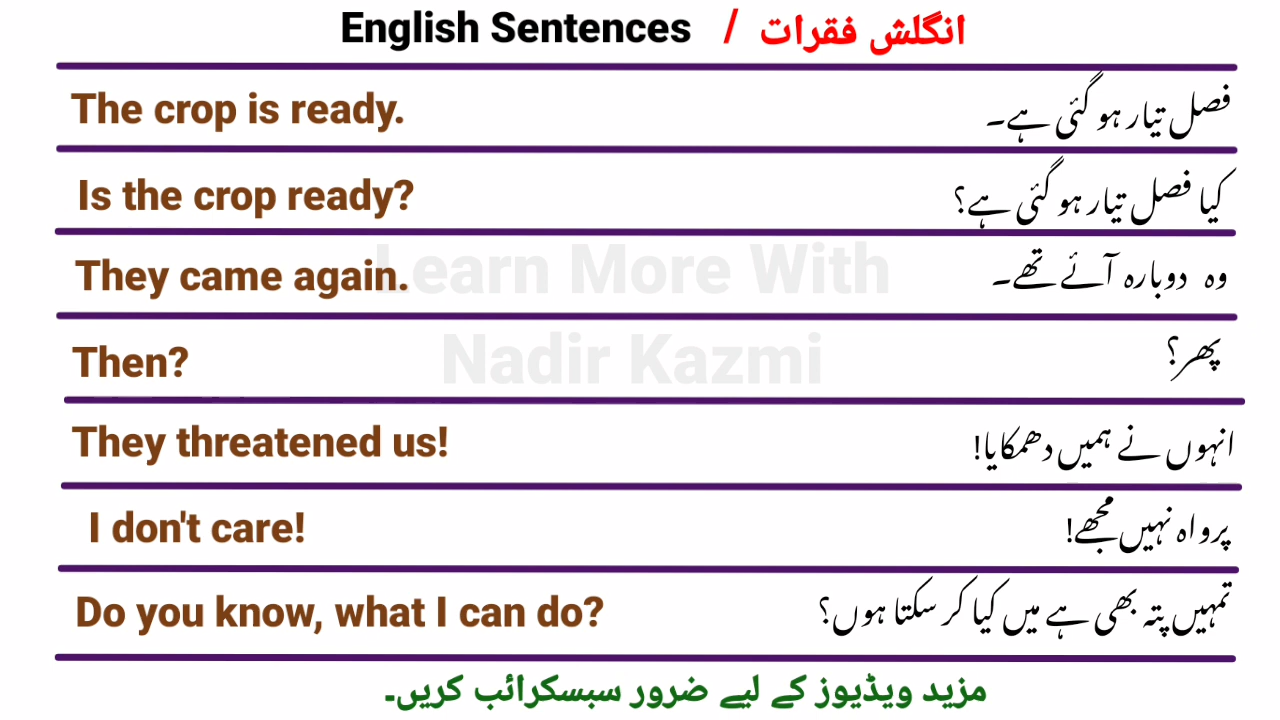 English Sentences / انگلش فقرات
The crop is ready. فصل تیار ہو گئی ہے۔
Is the crop ready? کیا فصل تیار ہو گئی ہے؟
They came again. وہ دوبارہ آئے تھے۔
Learn More With
Then? پھر؟
Nadir Kazmi
They threatened us! انہوں نے ہمیں دھمکایا!
I don't care! پرواہ نہیں مجھے!
Do you know, what I can do? تمہیں پتہ بھی ہے میں کیا کر سکتا ہوں؟
مزید ویڈیوز کے لیے ضرور سبسکرائب کریں۔